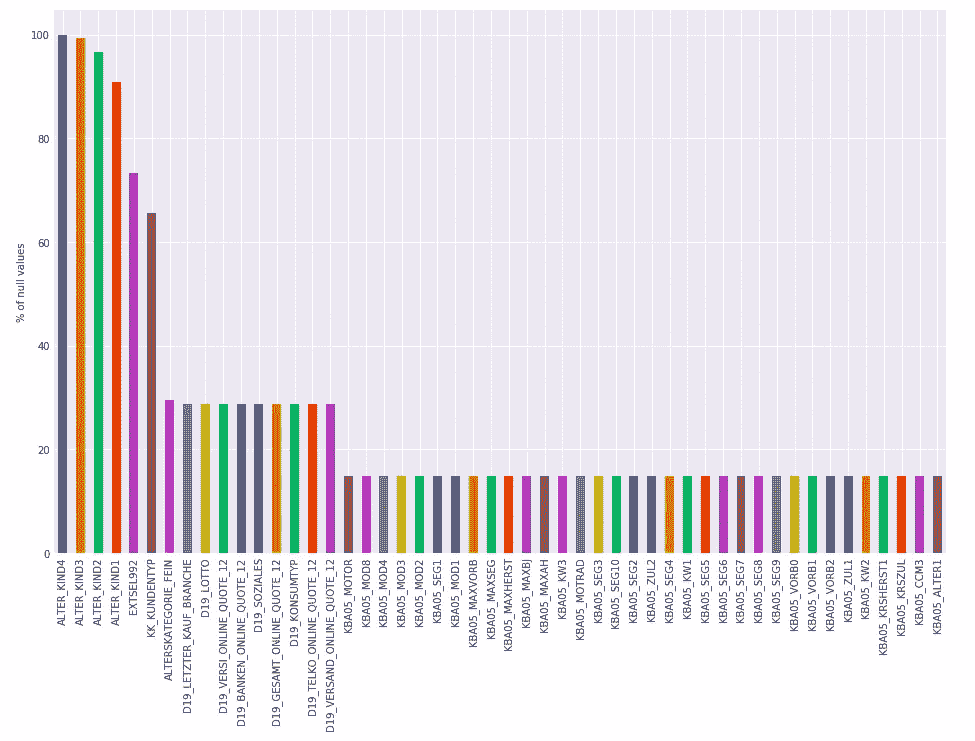 100
80
60
40
20
0
% of null values
ALTER_KIND4
ALTER_KIND3
ALTER_KIND2
ALTER_KIND1
EXTSEL992
KK_KUNDENTYP
ALTERSKATEGORIE_FEIN
D19_LETZTER_KAUF_BRANCHE
D19_LOTTO
D19_VERSI_ONLINE_QUOTE_12
D19_BANKEN_ONLINE_QUOTE_12
D19_SOZIALES
D19_GESAMT_ONLINE_QUOTE_12
D19_KONSUMTYP
D19_TELKO_ONLINE_QUOTE_12
D19_VERSAND_ONLINE_QUOTE_12
KBA05_MOTOR
KBA05_MOD8
KBA05_MOD4
KBA05_MOD3
KBA05_MOD2
KBA05_SEG1
KBA05_MOD1
KBA05_MAXVORB
KBA05_MAXSEG
KBA05_MAXHERST
KBA05_MAXBJ
KBA05_MAXAH
KBA05_KW3
KBA05_MOTRAD
KBA05_SEG3
KBA05_SEG10
KBA05_SEG2
KBA05_ZUL2
KBA05_SEG4
KBA05_KW1
KBA05_SEG5
KBA05_SEG6
KBA05_SEG7
KBA05_SEG8
KBA05_SEG9
KBA05_VORB0
KBA05_VORB1
KBA05_VORB2
KBA05_ZUL1
KBA05_KW2
KBA05_KRSHERST1
KBA05_KRSZUL
KBA05_CCM3
KBA05_ALTER1